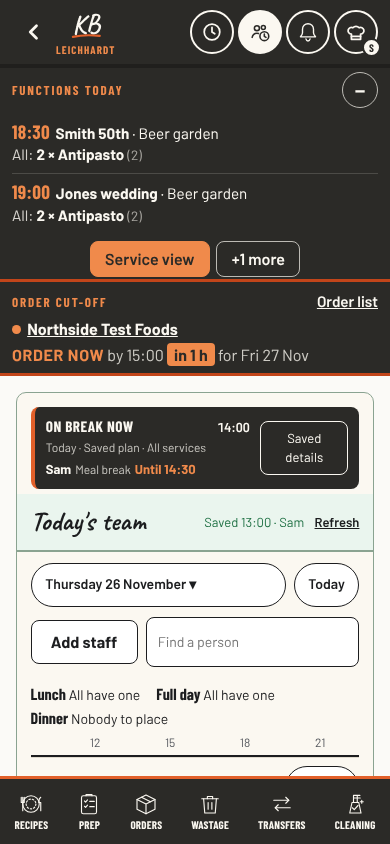 KB
LEICHHARDT
S
FUNCTIONS TODAY
–
18:30 Smith 50th · Beer garden
All: 2 × Antipasto (2)
19:00 Jones wedding · Beer garden
All: 2 × Antipasto (2)
Service view
+1 more
ORDER CUT-OFF
Order list
Northside Test Foods
ORDER NOW by 15:00 in 1 h for Fri 27 Nov
ON BREAK NOW
14:00
Saved details
Today · Saved plan · All services
Sam Meal break Until 14:30
Today's team
Saved 13:00 · Sam
Refresh
Thursday 26 November ▾
Today
Add staff
Find a person
Lunch All have one Full day All have one
Dinner Nobody to place
12 15 18 21
RECIPES PREP ORDERS WASTAGE TRANSFERS CLEANING